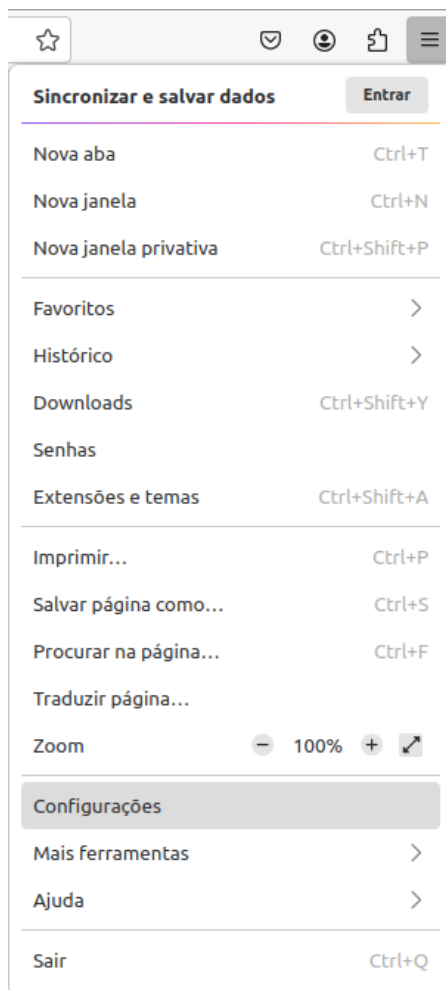 Sincronizar e salvar dados Entrar
Nova aba Ctrl+T
Nova janela Ctrl+N
Nova janela privativa Ctrl+Shift+P
Favoritos
Histórico
Downloads Ctrl+Shift+Y
Senhas
Extensões e temas Ctrl+Shift+A
Imprimir… Ctrl+P
Salvar página como… Ctrl+S
Procurar na página… Ctrl+F
Traduzir página…
Zoom − 100% +
Configurações
Mais ferramentas
Ajuda
Sair Ctrl+Q